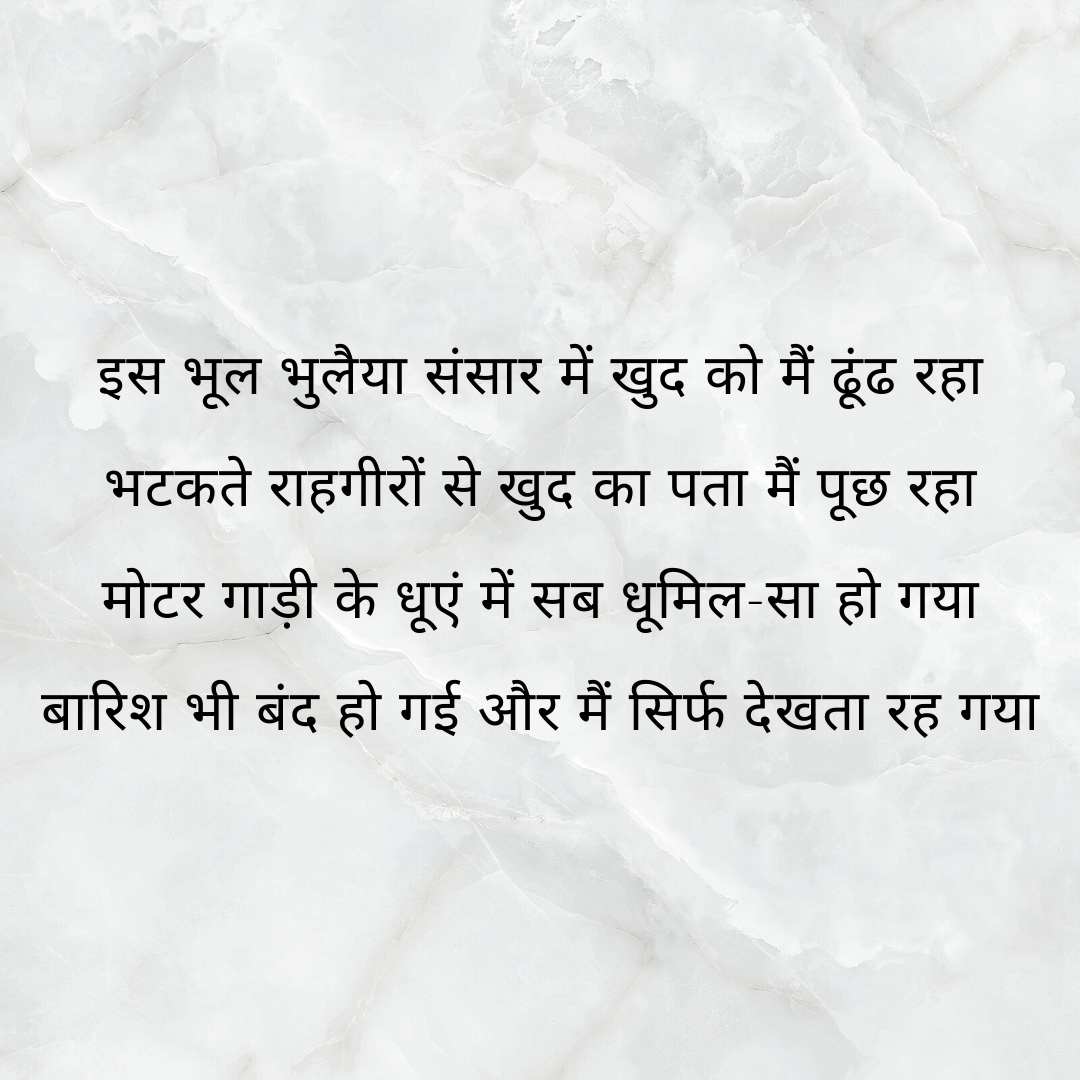 इस भूल भुलैया संसार में खुद को मैं ढूंढ रहा
भटकते राहगीरों से खुद का पता मैं पूछ रहा
मोटर गाड़ी के धूएं में सब धूमिल-सा हो गया
बारिश भी बंद हो गई और मैं सिर्फ देखता रह गया